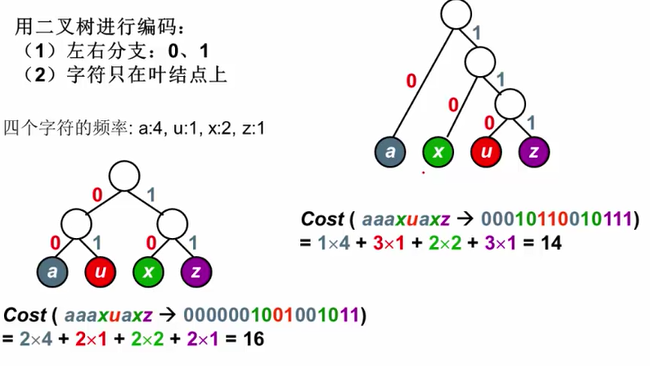 用二叉树进行编码：
（1）左右分支：0、1
（2）字符只在叶结点上
四个字符的频率: a:4, u:1, x:2, z:1
0 1
0 1 0 1
a u x z
Cost ( aaaxuaxz → 0000001001001011)
= 2×4 + 2×1 + 2×2 + 2×1 = 16
1
0 1
0
0 1
a x u z
Cost ( aaaxuaxz → 00010110010111)
= 1×4 + 3×1 + 2×2 + 3×1 = 14